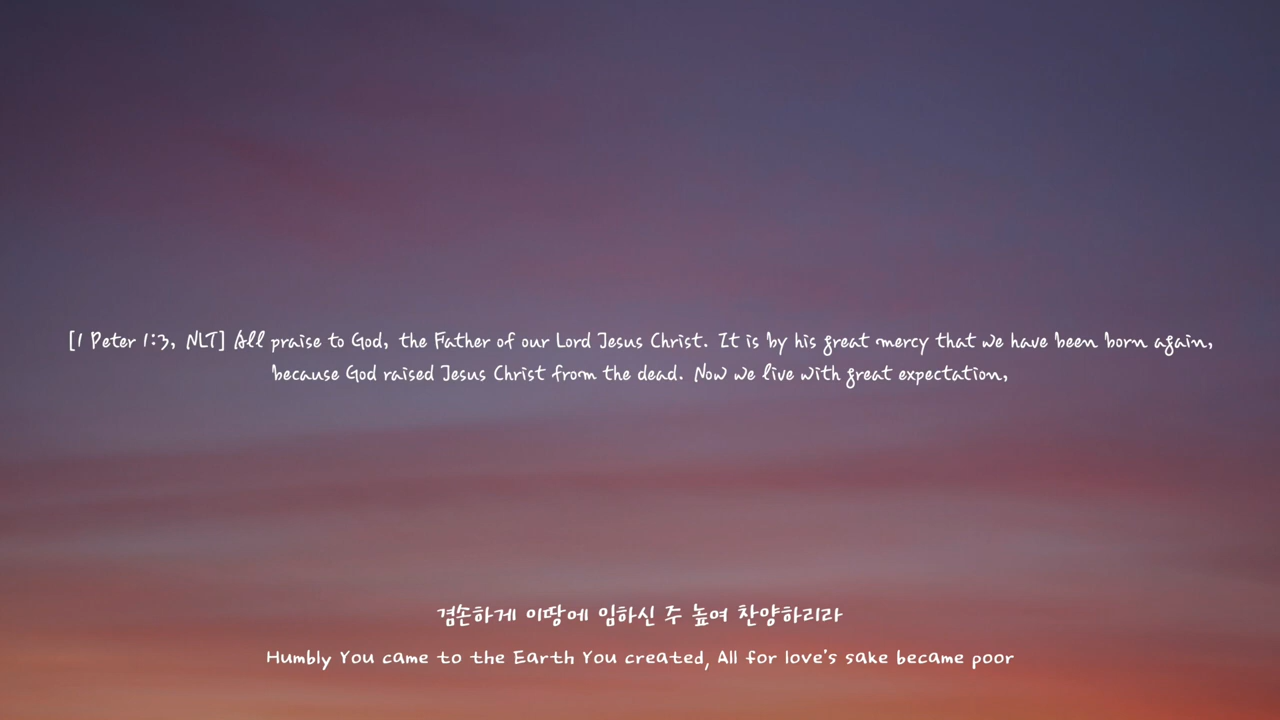 [1 Peter 1:3, NLT] All praise to God, the Father of our Lord Jesus Christ. It is by his great mercy that we have been born again,
because God raised Jesus Christ from the dead. Now we live with great expectation,
겸손하게 이땅에 임하신 주 높여 찬양하리라
Humbly You came to the Earth You created, All for love's sake became poor